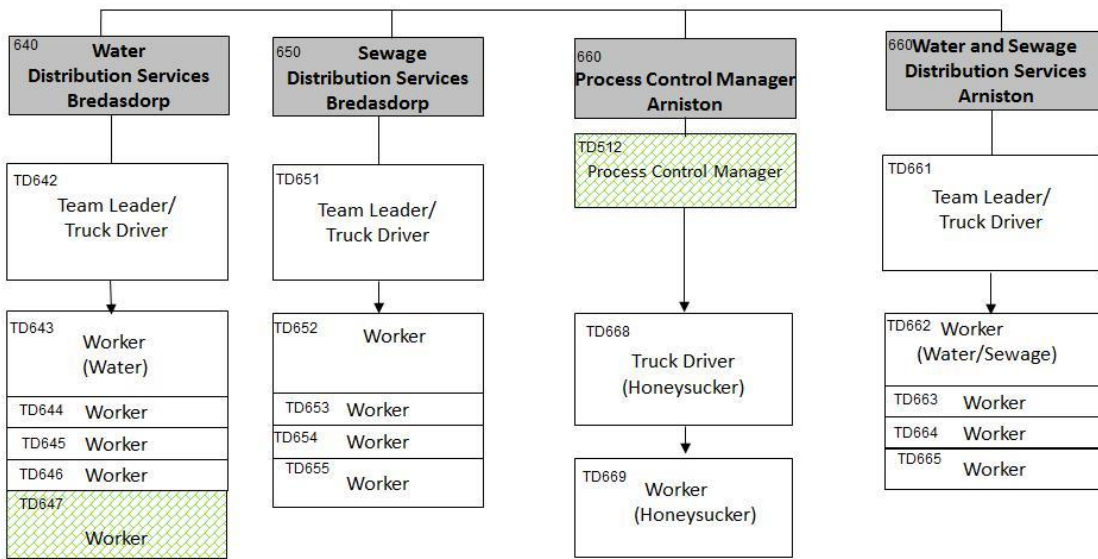 640
Water
Distribution Services
Bredasdorp
TD642
Team Leader/
Truck Driver
TD643
Worker
(Water)
TD644 Worker
TD645 Worker
TD646 Worker
TD647
Worker
650
Sewage
Distribution Services
Bredasdorp
TD651
Team Leader/
Truck Driver
TD652
Worker
TD653 Worker
TD654 Worker
TD655
Worker
660
Process Control Manager
Arniston
TD512
Process Control Manager
TD668
Truck Driver
(Honeysucker)
TD669
Worker
(Honeysucker)
660
Water and Sewage
Distribution Services
Arniston
TD661
Team Leader/
Truck Driver
TD662 Worker
(Water/Sewage)
TD663 Worker
TD664 Worker
TD665 Worker